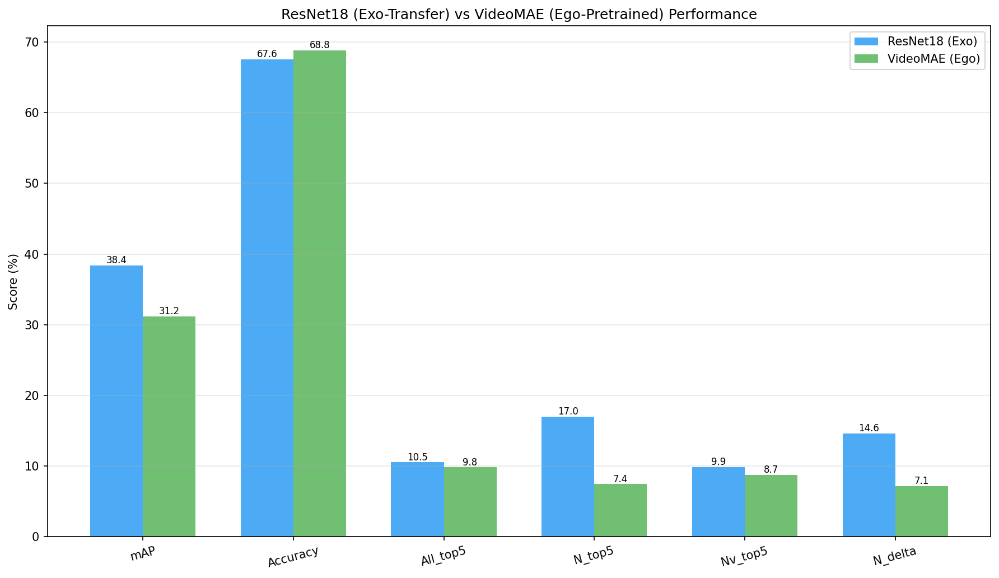 ResNet18 (Exo-Transfer) vs VideoMAE (Ego-Pretrained) Performance
ResNet18 (Exo)
VideoMAE (Ego)
Score (%)
70
60
50
40
30
20
10
0
38.4
31.2
67.6
68.8
10.5
9.8
17.0
7.4
9.9
8.7
14.6
7.1
mAP
Accuracy
All_top5
N_top5
Nv_top5
N_delta